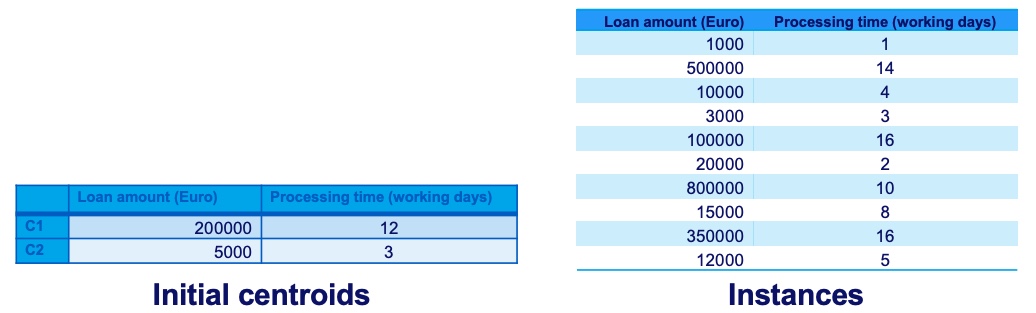 Loan amount (Euro) Processing time (working days)
1000 1
500000 14
10000 4
3000 3
100000 16
20000 2
800000 10
15000 8
350000 16
12000 5
Instances
Loan amount (Euro) Processing time (working days)
C1 200000 12
C2 5000 3
Initial centroids